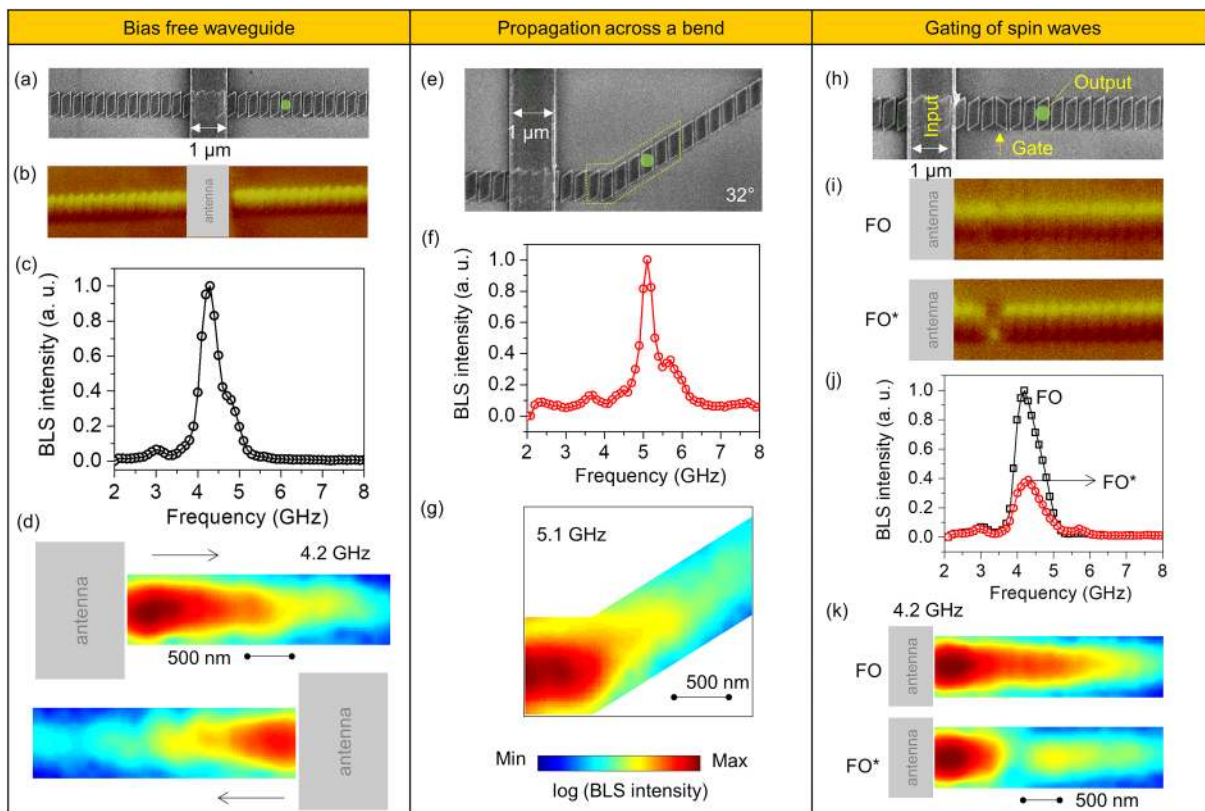 Bias free waveguide
(a)
1 µm
(b)
antenna
(c)
BLS intensity (a. u.)
1.0
0.8
0.6
0.4
0.2
0.0
2 3 4 5 6 7 8
Frequency (GHz)
(d)
antenna
4.2 GHz
500 nm
antenna
Propagation across a bend
(e)
1 µm
32°
(f)
BLS intensity (a. u.)
1.0
0.8
0.6
0.4
0.2
0.0
2 3 4 5 6 7 8
Frequency (GHz)
(g)
5.1 GHz
500 nm
Min Max
log (BLS intensity)
Gating of spin waves
(h)
Output
Input
Gate
1 µm
(i)
FO
antenna
FO*
antenna
(j)
BLS intensity (a. u.)
1.0
0.8
0.6
0.4
0.2
0.0
FO
FO*
2 3 4 5 6 7 8
Frequency (GHz)
(k)
4.2 GHz
FO
antenna
FO*
antenna
500 nm